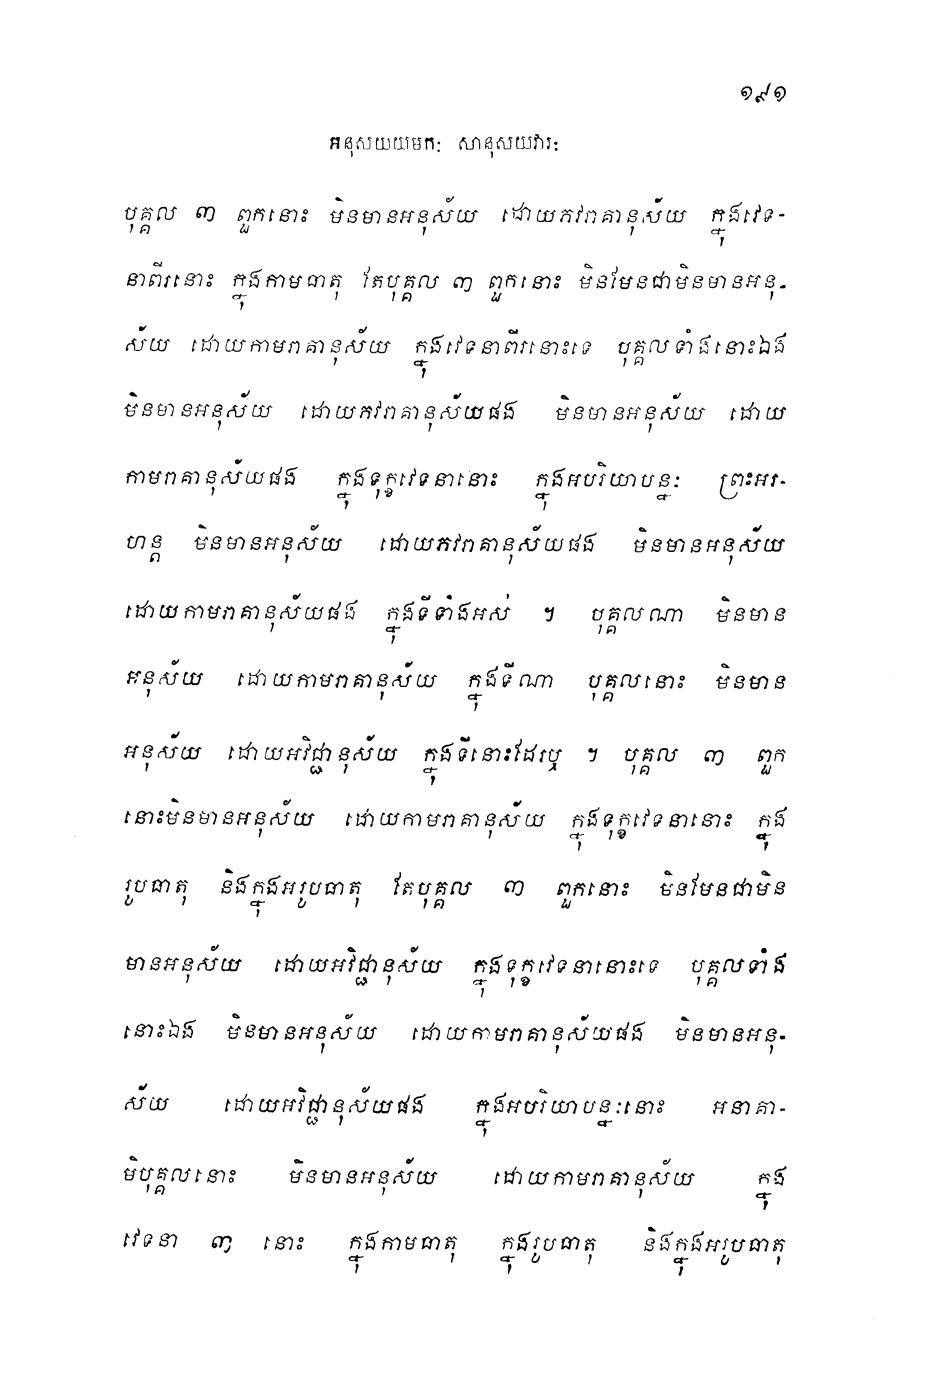 ១៩១
អនុសយយមកៈ សានុសយវារៈ
បុគ្គល ៣ ពួកនោះ មិនមានអនុស័យ ដោយភវរាគានុស័យ ក្នុងវេទ-
នាពីរនោះ ក្នុងកាមធាតុ តែបុគ្គល ៣ ពួកនោះ មិនមែនជាមិនមានអនុ-
ស័យ ដោយកាមរាគានុស័យ ក្នុងវេទនាពីរនោះទេ បុគ្គលទាំងនោះឯង
មិនមានអនុស័យ ដោយភវរាគានុស័យផង មិនមានអនុស័យ ដោយ
កាមរាគានុស័យផង ក្នុងទុក្ខវេទនានោះ ក្នុងអបរិយាបន្នៈ ព្រះអរ-
ហន្ត មិនមានអនុស័យ ដោយភវរាគានុស័យផង មិនមានអនុស័យ
ដោយកាមរាគានុស័យផង ក្នុងទីទាំងអស់ ។ បុគ្គលណា មិនមាន
អនុស័យ ដោយកាមរាគានុស័យ ក្នុងទីណា បុគ្គលនោះ មិនមាន
អនុស័យ ដោយអវិជ្ជានុស័យ ក្នុងទីនោះដែរឬ ។ បុគ្គល ៣ ពួក
នោះមិនមានអនុស័យ ដោយកាមរាគានុស័យ ក្នុងទុក្ខវេទនានោះ ក្នុង
រូបធាតុ និងក្នុងអរូបធាតុ តែបុគ្គល ៣ ពួកនោះ មិនមែនជាមិន
មានអនុស័យ ដោយអវិជ្ជានុស័យ ក្នុងទុក្ខវេទនានោះទេ បុគ្គលទាំង
នោះឯង មិនមានអនុស័យ ដោយកាមរាគានុស័យផង មិនមានអនុ-
ស័យ ដោយអវិជ្ជានុស័យផង ក្នុងអបរិយាបន្នៈនោះ អនាគា-
មិបុគ្គលនោះ មិនមានអនុស័យ ដោយកាមរាគានុស័យ ក្នុង
វេទនា ៣ នោះ ក្នុងកាមធាតុ ក្នុងរូបធាតុ និងក្នុងអរូបធាតុ